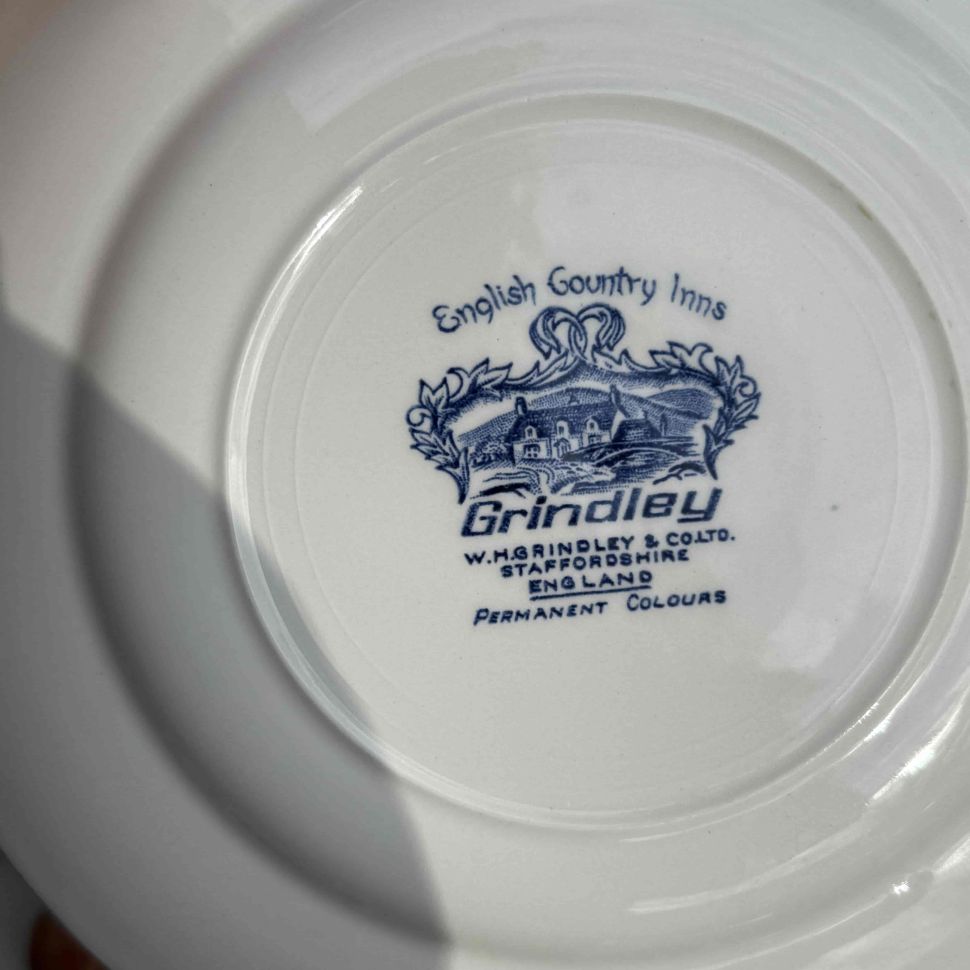 English Country Inns
Grindley
W.H.GRINDLEY & CO.LTD.
STAFFORDSHIRE
ENGLAND
PERMANENT COLOURS